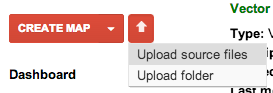 Vector
CREATE MAP
Type: V
Upload source files
Upload folder
Dashboard
Last m